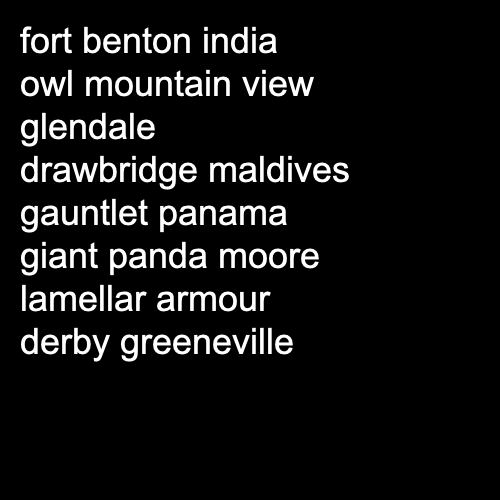 fort benton india
owl mountain view
glendale
drawbridge maldives
gauntlet panama
giant panda moore
lamellar armour
derby greeneville